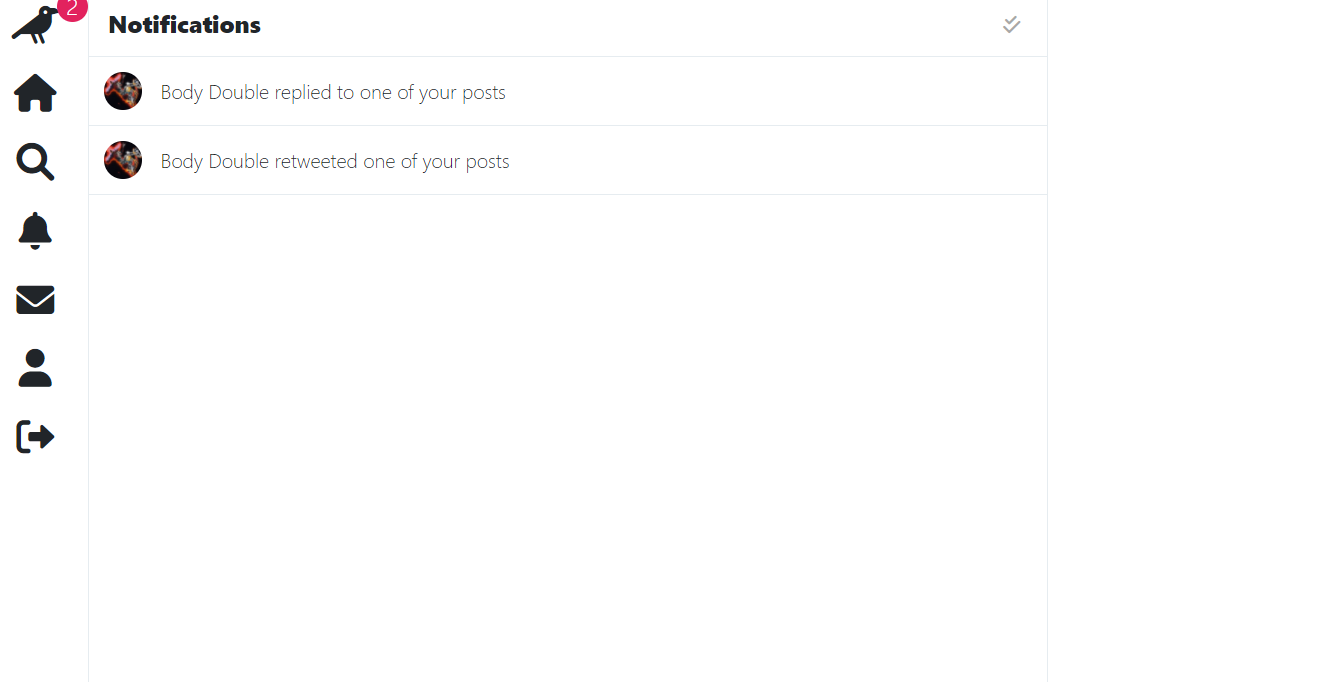 2
Notifications
Body Double replied to one of your posts
Body Double retweeted one of your posts